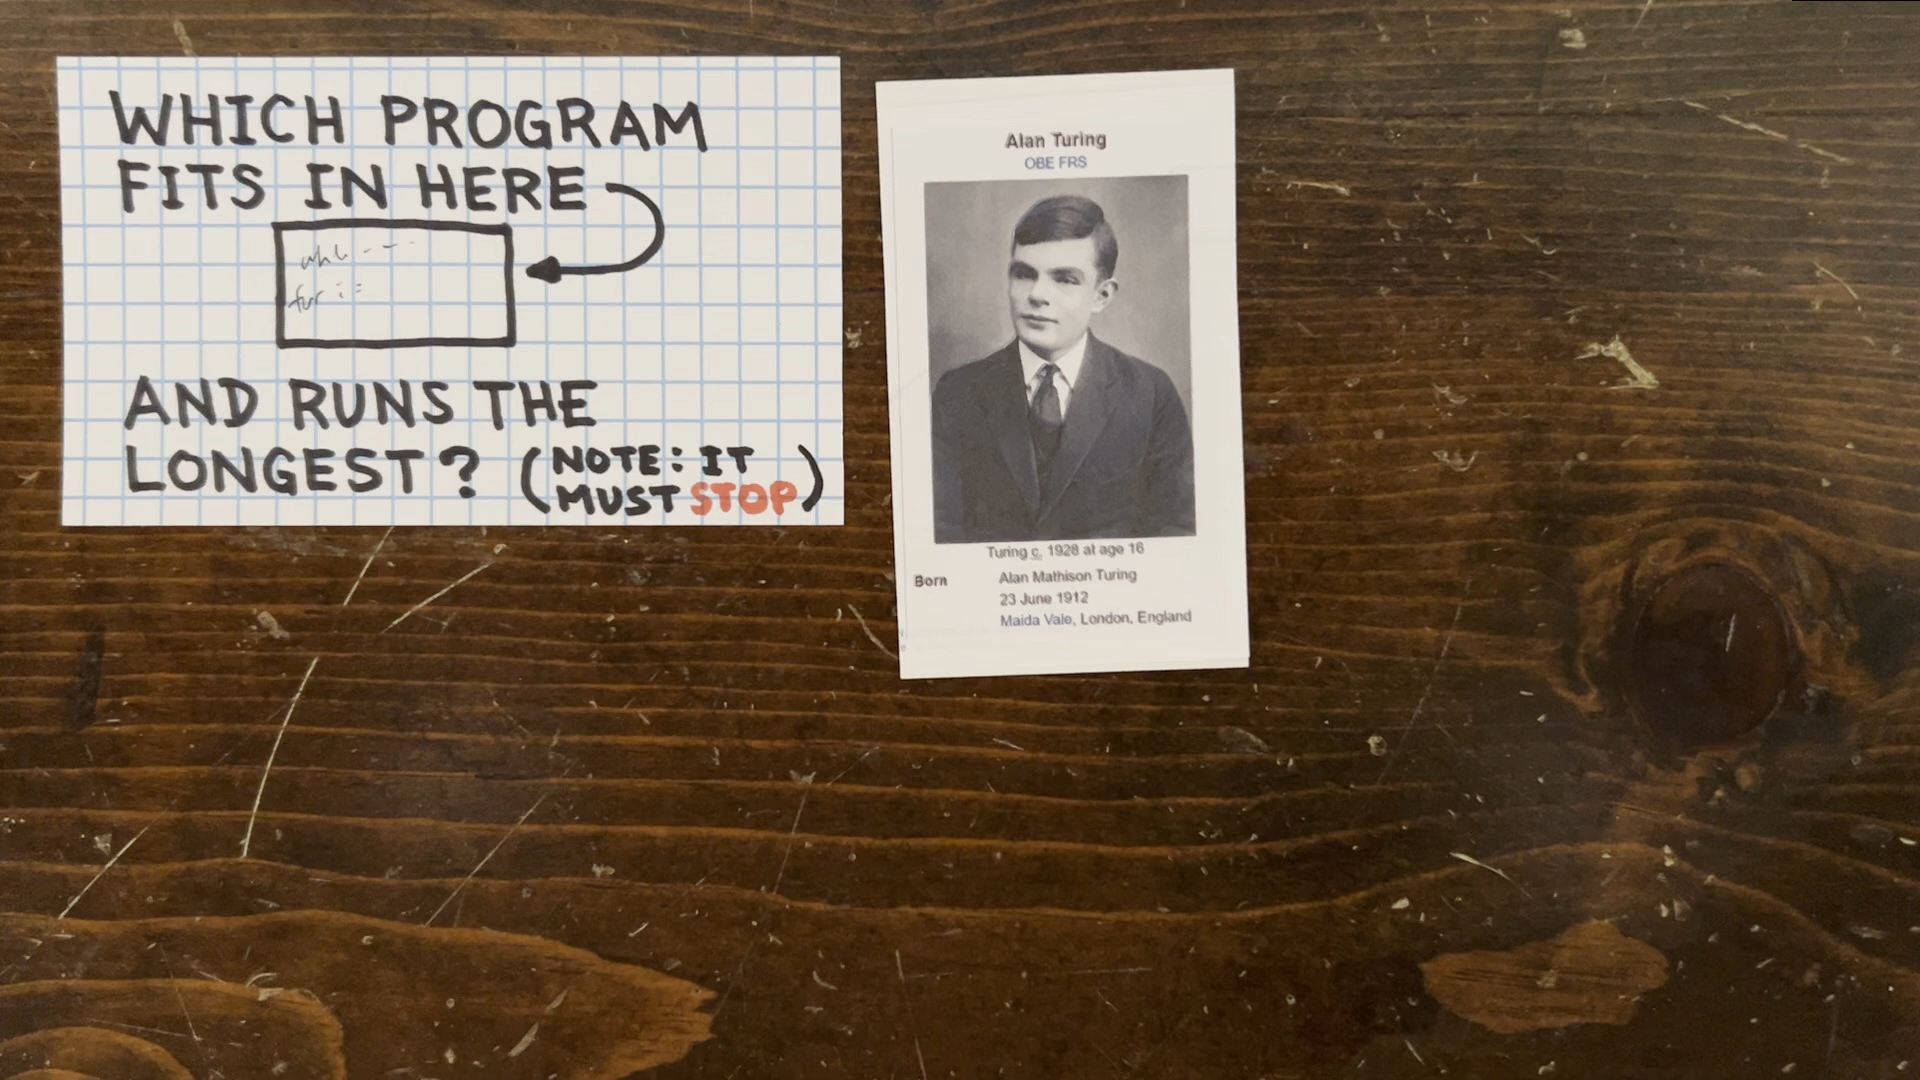 WHICH PROGRAM
FITS IN HERE
for i =
AND RUNS THE
LONGEST? (NOTE: IT
MUST STOP)
Alan Turing
OBE FRS
Turing c. 1928 at age 16
Born Alan Mathison Turing
23 June 1912
Maida Vale, London, England